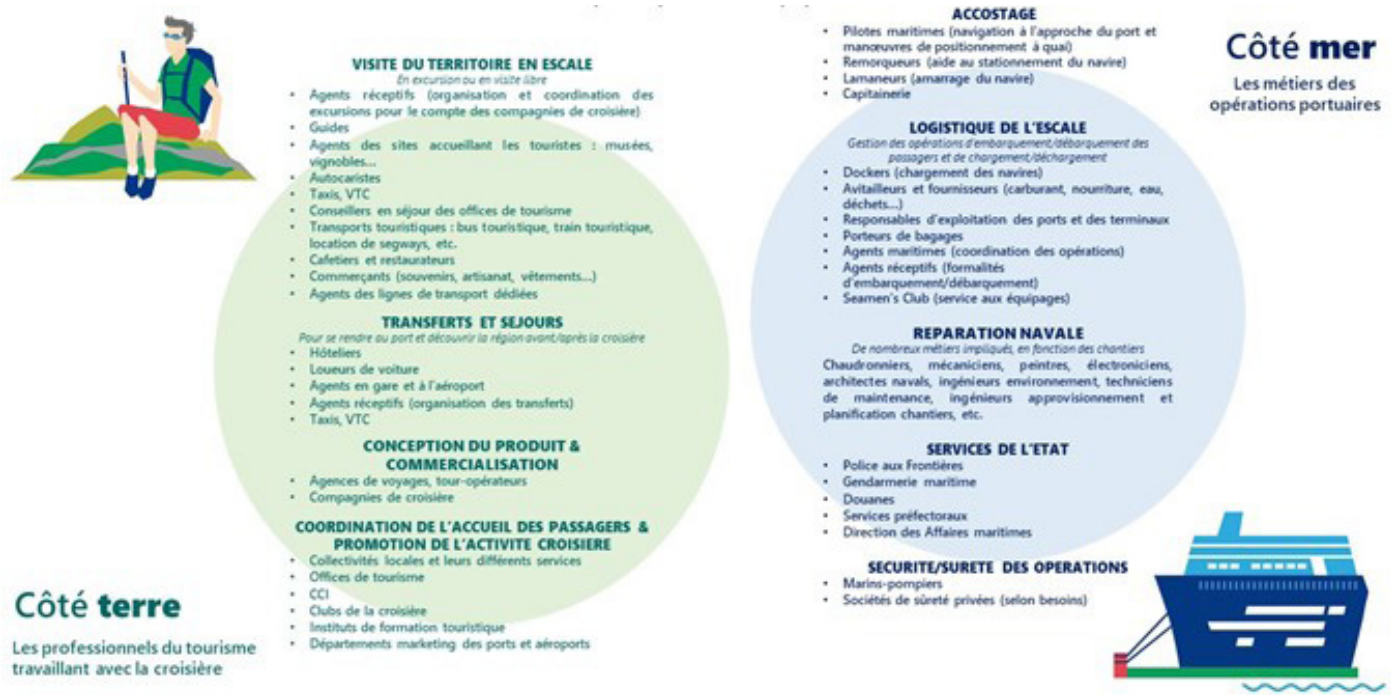 VISITE DU TERRITOIRE EN ESCALE
En excursion ou en visite libre
• Agents réceptifs (organisation et coordination des
excursions pour le compte des compagnies de croisière)
• Guides
• Agents des sites accueillant les touristes : musées,
vignobles...
• Autocaristes
• Taxis, VTC
• Conseillers en séjour des offices de tourisme
• Transports touristiques : bus touristique, train touristique,
location de segways, etc.
• Cafetiers et restaurateurs
• Commerçants (souvenirs, artisanat, vêtements...)
• Agents des lignes de transport dédiées
TRANSFERTS ET SEJOURS
Pour se rendre au port et découvrir la région avant/après la croisière
• Hôteliers
• Loueurs de voiture
• Agents en gare et à l'aéroport
• Agents réceptifs (organisation des transferts)
• Taxis, VTC
CONCEPTION DU PRODUIT &
COMMERCIALISATION
• Agences de voyages, tour-opérateurs
• Compagnies de croisière
COORDINATION DE L'ACCUEIL DES PASSAGERS &
PROMOTION DE L'ACTIVITE CROISIERE
• Collectivités locales et leurs différents services
• Offices de tourisme
• CCI
• Clubs de la croisière
• Instituts de formation touristique
• Départements marketing des ports et aéroports
Côté terre
Les professionnels du tourisme
travaillant avec la croisière
ACCOSTAGE
• Pilotes maritimes (navigation à l'approche du port et
manœuvres de positionnement à quai)
• Remorqueurs (aide au stationnement du navire)
• Lamaneurs (amarrage du navire)
• Capitainerie
LOGISTIQUE DE L'ESCALE
Gestion des opérations d'embarquement/débarquement des
passagers et de chargement/déchargement
• Dockers (chargement des navires)
• Avitailleurs et fournisseurs (carburant, nourriture, eau,
déchets...)
• Responsables d'exploitation des ports et des terminaux
• Porteurs de bagages
• Agents maritimes (coordination des opérations)
• Agents réceptifs (formalités
d'embarquement/débarquement)
• Seamen's Club (service aux équipages)
REPARATION NAVALE
De nombreux métiers impliqués, en fonction des chantiers
Chaudronniers, mécaniciens, peintres, électroniciens,
architectes navals, ingénieurs environnement, techniciens
de maintenance, ingénieurs approvisionnement et
planification chantiers, etc.
SERVICES DE L'ETAT
• Police aux Frontières
• Gendarmerie maritime
• Douanes
• Services préfectoraux
• Direction des Affaires maritimes
SECURITE/SURETE DES OPERATIONS
• Marins-pompiers
• Sociétés de sûreté privées (selon besoins)
Côté mer
Les métiers des
opérations portuaires